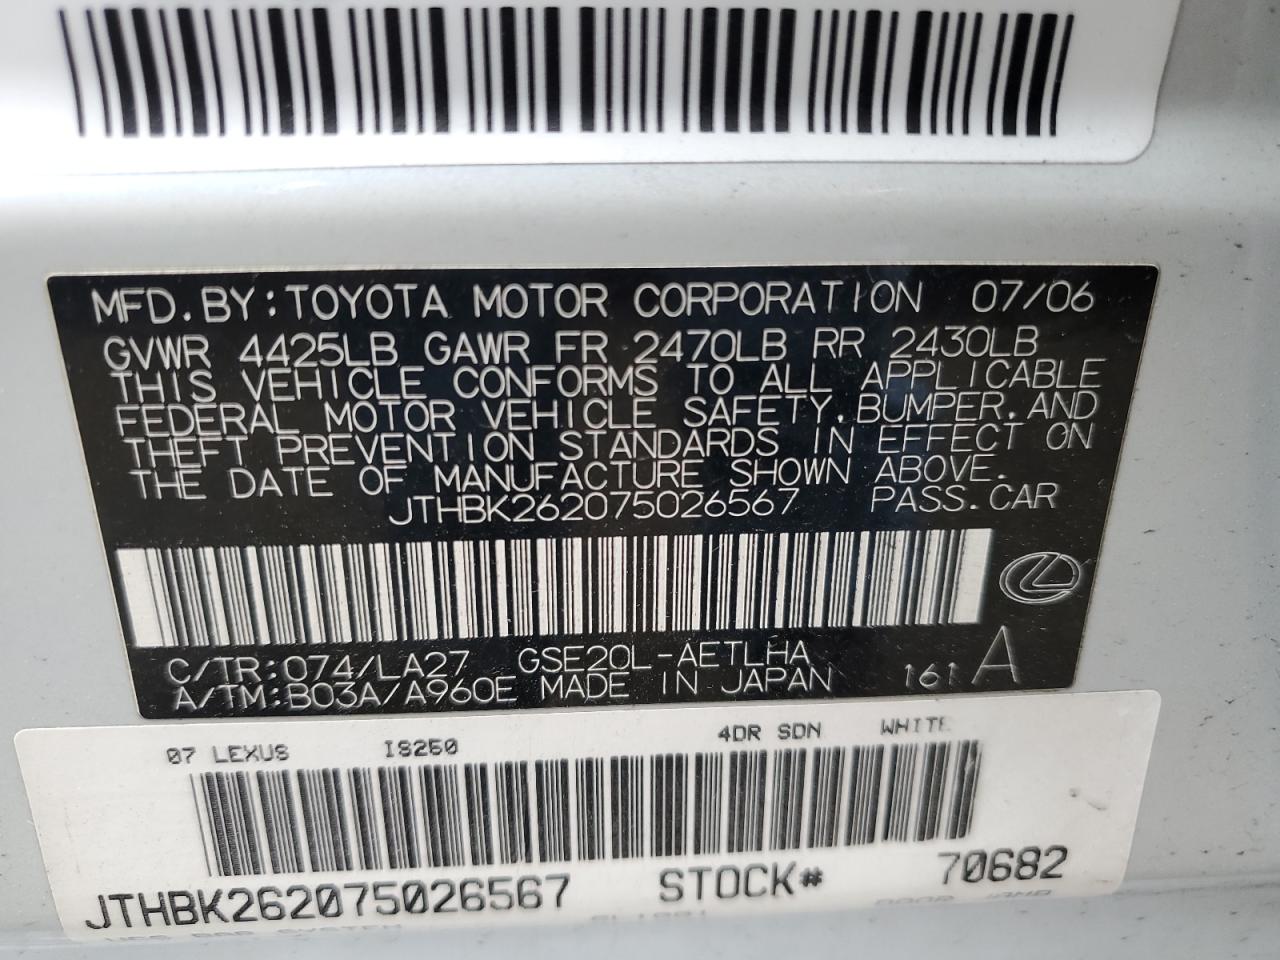 MFD.BY:TOYOTA MOTOR CORPORATION 07/06
GVWR 4425LB GAWR FR 2470LB RR 2430LB
THIS VEHICLE CONFORMS TO ALL APPLICABLE
FEDERAL MOTOR VEHICLE SAFETY.BUMPER.AND
THEFT PREVENTION STANDARDS IN EFFECT ON
THE DATE OF MANUFACTURE SHOWN ABOVE.
JTHBK262075026567 PASS.CAR
C/TR:074/LA27 GSE20L-AETLHA
A/TM:B03A/A960E MADE IN JAPAN 161 A
07 LEXUS IS250 4DR SDN WHITE
JTHBK262075026567 STOCK# 70682